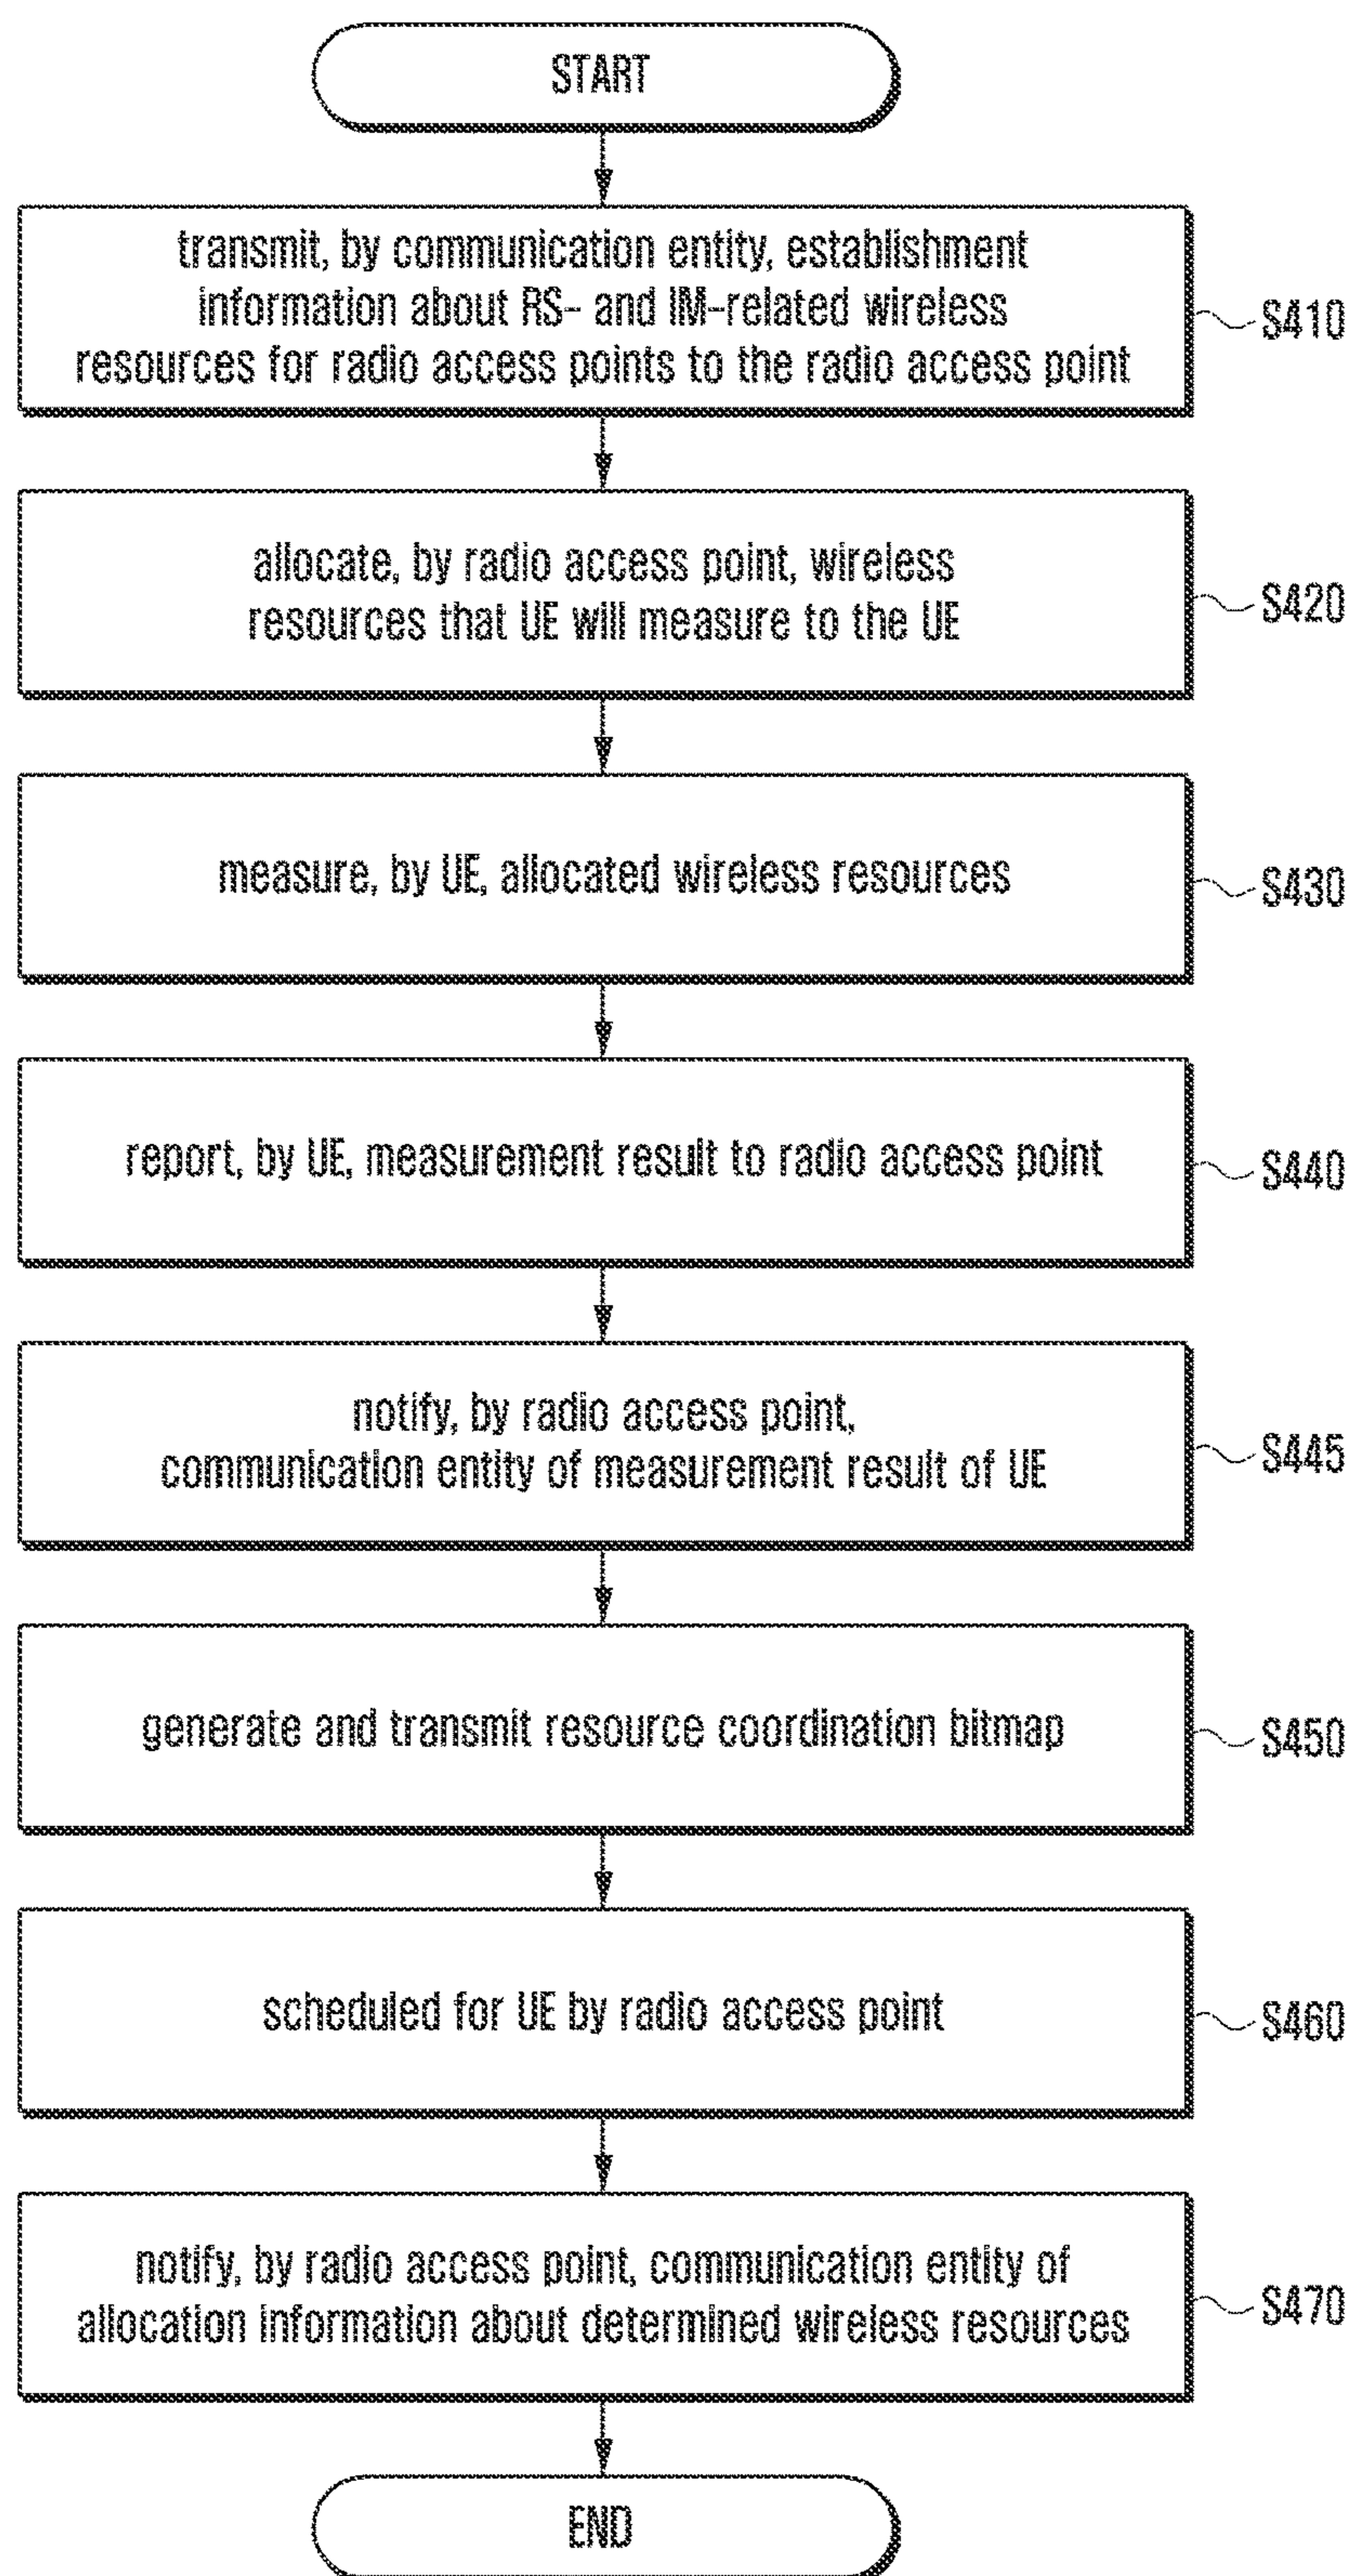 START
transmit, by communication entity, establishment
information about RS- and IM-related wireless
resources for radio access points to the radio access point
S410
allocate, by radio access point, wireless
resources that UE will measure to the UE
S420
measure, by UE, allocated wireless resources
S430
report, by UE, measurement result to radio access point
S440
notify, by radio access point,
communication entity of measurement result of UE
S445
generate and transmit resource coordination bitmap
S450
scheduled for UE by radio access point
S460
notify, by radio access point, communication entity of
allocation information about determined wireless resources
S470
END